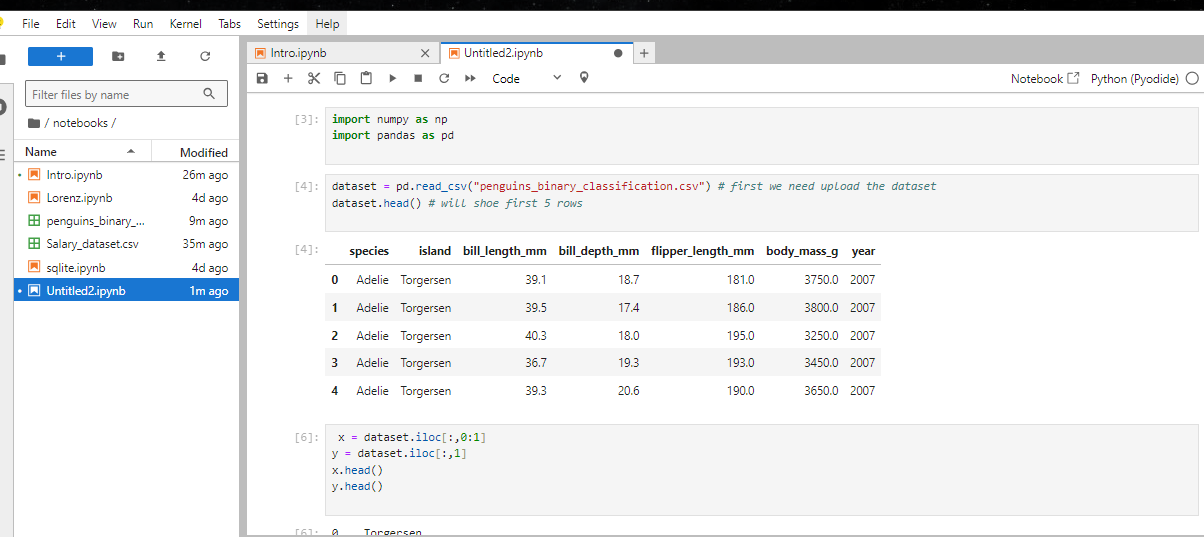 File Edit View Run Kernel Tabs Settings Help
+
Filter files by name
/ notebooks /
Name Modified
Intro.ipynb 26m ago
Lorenz.ipynb 4d ago
penguins_binary_... 9m ago
Salary_dataset.csv 35m ago
sqlite.ipynb 4d ago
Untitled2.ipynb 1m ago
Intro.ipynb Untitled2.ipynb
Code Notebook Python (Pyodide)
[3]: import numpy as np
import pandas as pd
[4]: dataset = pd.read_csv("penguins_binary_classification.csv") # first we need upload the dataset
dataset.head() # will shoe first 5 rows
[4]: species island bill_length_mm bill_depth_mm flipper_length_mm body_mass_g year
0 Adelie Torgersen 39.1 18.7 181.0 3750.0 2007
1 Adelie Torgersen 39.5 17.4 186.0 3800.0 2007
2 Adelie Torgersen 40.3 18.0 195.0 3250.0 2007
3 Adelie Torgersen 36.7 19.3 193.0 3450.0 2007
4 Adelie Torgersen 39.3 20.6 190.0 3650.0 2007
[6]: x = dataset.iloc[:,0:1]
y = dataset.iloc[:,1]
x.head()
y.head()
[6]: 0 Torgersen